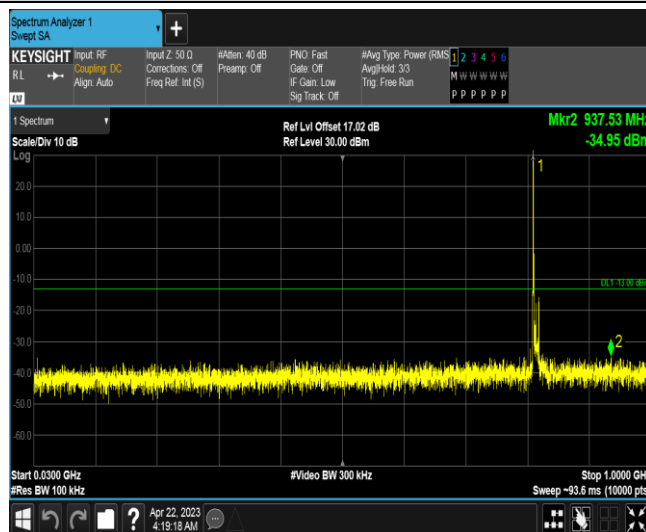 Spectrum Analyzer 1
Swept SA
+
KEYSIGHT
RL
LXI
Input: RF
Coupling: DC
Align: Auto
Input Z: 50 Ω
Corrections: Off
Freq Ref: Int (S)
#Atten: 40 dB
Preamp: Off
PNO: Fast
Gate: Off
IF Gain: Low
Sig Track: Off
#Avg Type: Power (RMS
Avg|Hold: 3/3
Trig: Free Run
1 2 3 4 5 6
M W W W W W
P P P P P P
1 Spectrum
Scale/Div 10 dB
Ref Lvl Offset 17.02 dB
Ref Level 30.00 dBm
Mkr2 937.53 MHz
-34.95 dBm
Log
1
20.0
10.0
0.00
-10.0
DL1 -13.00 dBm
-20.0
-30.0
2
-40.0
-50.0
-60.0
Start 0.0300 GHz
#Res BW 100 kHz
#Video BW 300 kHz
Stop 1.0000 GH
Sweep ~93.6 ms (10000 pts
?
Apr 22, 2023
4:19:18 AM